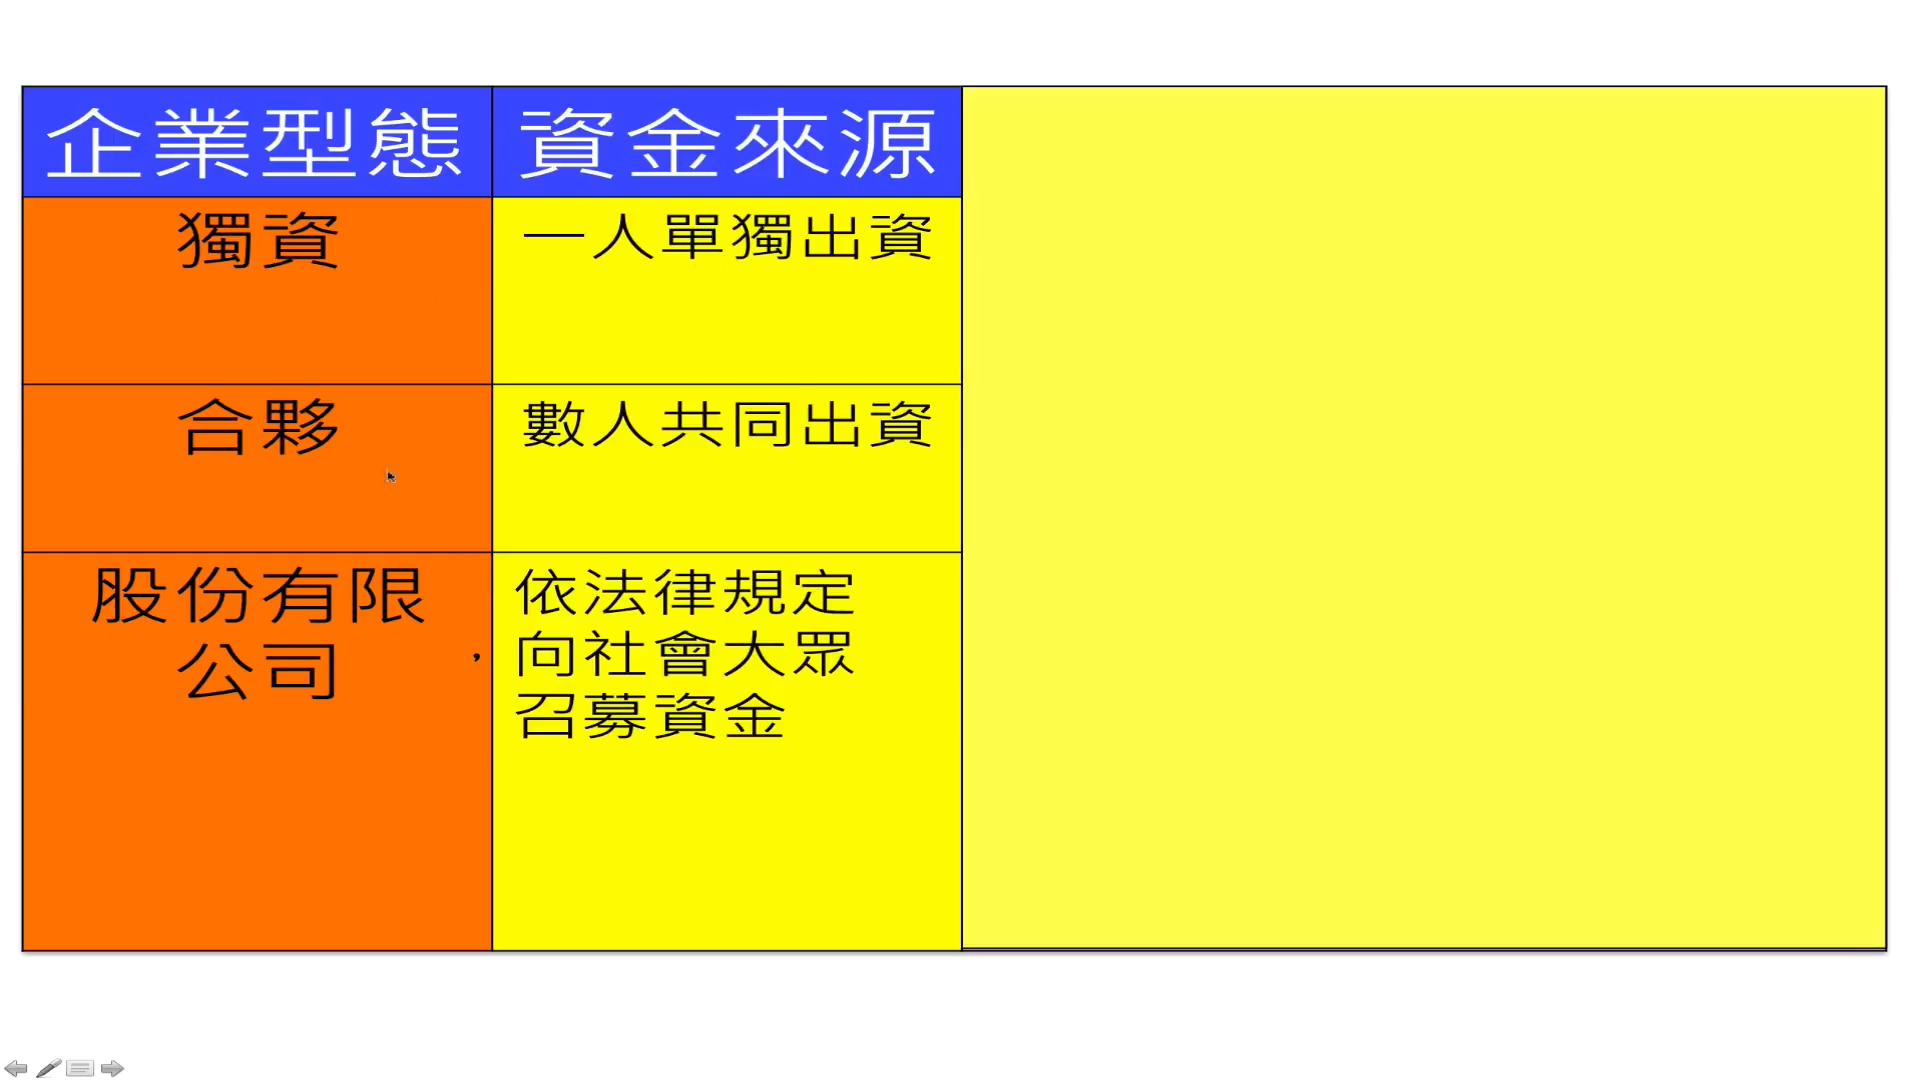 企業型態 資金來源
獨資 一人單獨出資
合夥 數人共同出資
股份有限
公司
依法律規定
，向社會大眾
召募資金